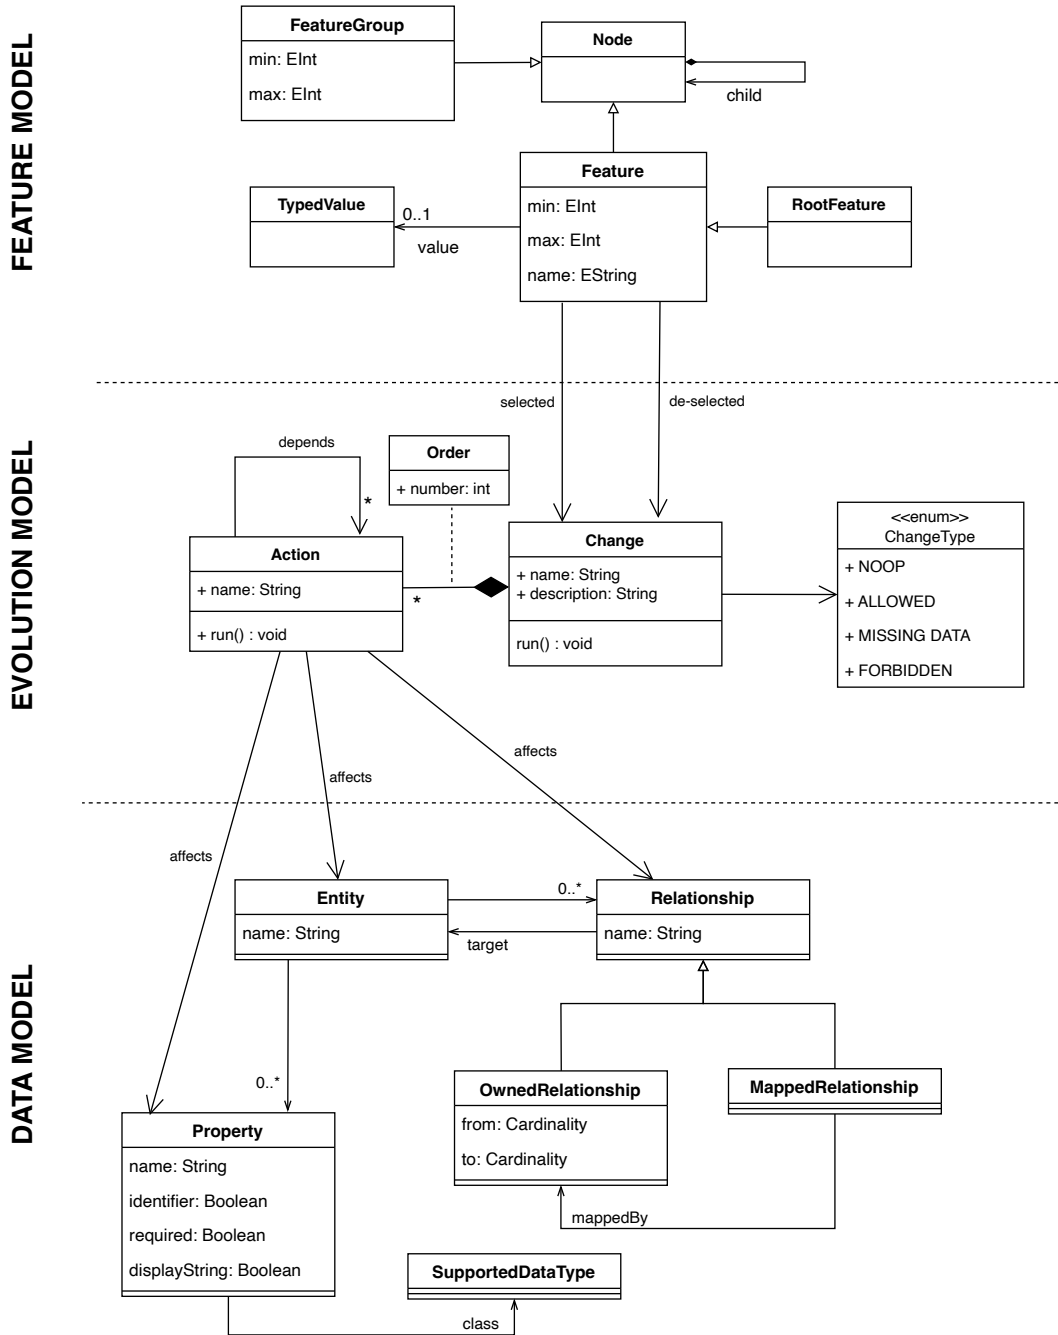 FEATURE MODEL
FeatureGroup
min: EInt
max: EInt
Node
child
Feature
min: EInt
max: EInt
name: EString
TypedValue
0..1
value
RootFeature
EVOLUTION MODEL
selected
de-selected
depends
*
Order
+ number: int
Action
+ name: String
+ run() : void
*
Change
+ name: String
+ description: String
run() : void
<<enum>>
ChangeType
+ NOOP
+ ALLOWED
+ MISSING DATA
+ FORBIDDEN
affects
affects
affects
DATA MODEL
Entity
name: String
0..*
target
Relationship
name: String
0..*
OwnedRelationship
from: Cardinality
to: Cardinality
MappedRelationship
mappedBy
Property
name: String
identifier: Boolean
required: Boolean
displayString: Boolean
SupportedDataType
class